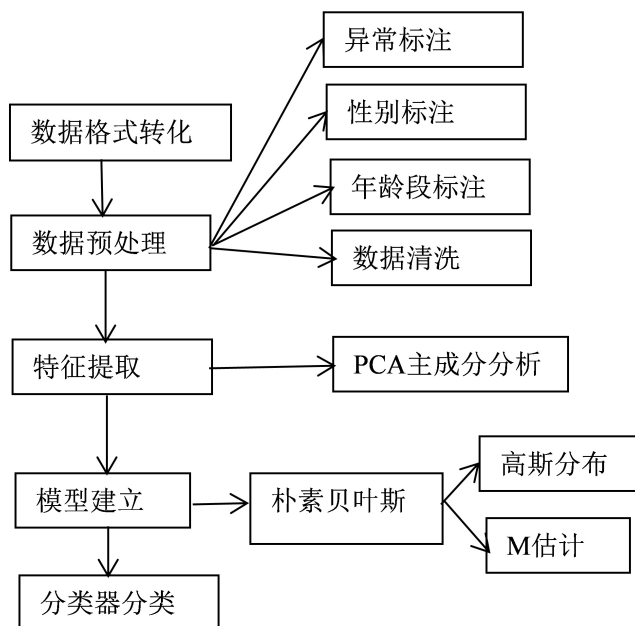 异常标注
性别标注
数据格式转化
年龄段标注
数据预处理
数据清洗
特征提取
PCA主成分分析
高斯分布
模型建立
朴素贝叶斯
M估计
分类器分类